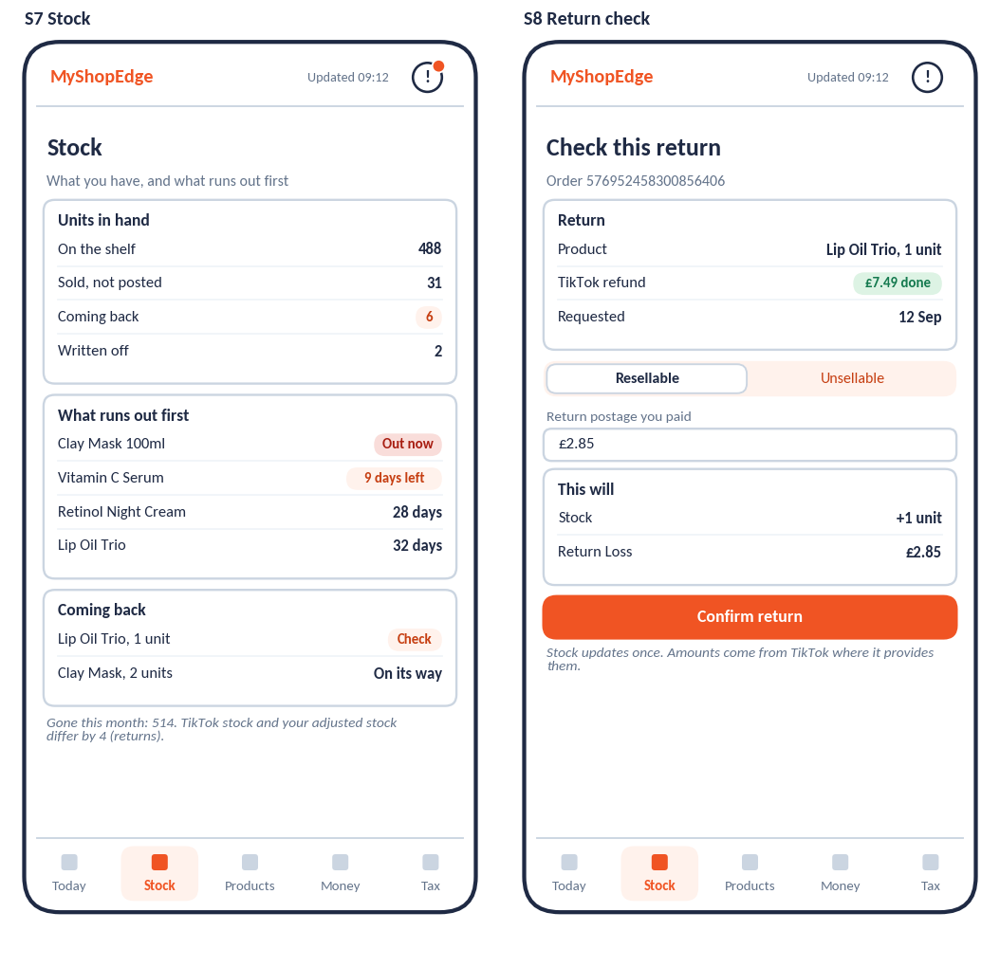 S7 Stock
MyShopEdge
Updated 09:12
!
Stock
What you have, and what runs out first
Units in hand
On the shelf 488
Sold, not posted 31
Coming back 6
Written off 2
What runs out first
Clay Mask 100ml Out now
Vitamin C Serum 9 days left
Retinol Night Cream 28 days
Lip Oil Trio 32 days
Coming back
Lip Oil Trio, 1 unit Check
Clay Mask, 2 units On its way
Gone this month: 514. TikTok stock and your adjusted stock
differ by 4 (returns).
Today Stock Products Money Tax
S8 Return check
MyShopEdge
Updated 09:12
!
Check this return
Order 576952458300856406
Return
Product Lip Oil Trio, 1 unit
TikTok refund £7.49 done
Requested 12 Sep
Resellable Unsellable
Return postage you paid
£2.85
This will
Stock +1 unit
Return Loss £2.85
Confirm return
Stock updates once. Amounts come from TikTok where it provides
them.
Today Stock Products Money Tax